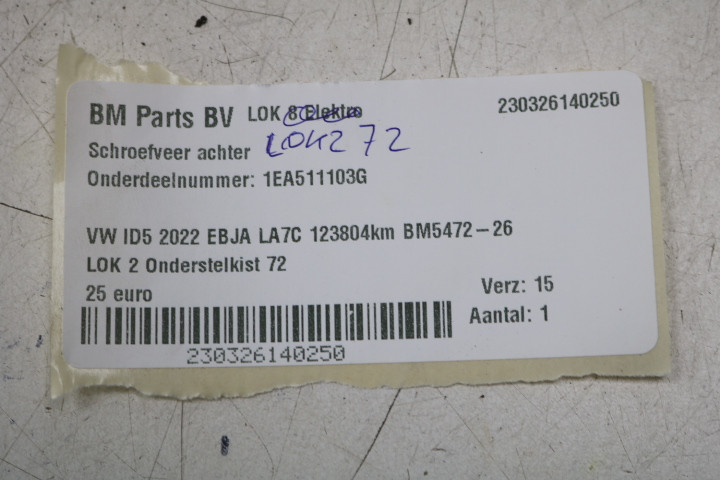 BM Parts BV LOK 8 Elektro 230326140250
Schroefveer achter LOK2 72
Onderdeelnummer: 1EA511103G
VW ID5 2022 EBJA LA7C 123804km BM5472-26
LOK 2 Onderstelkist 72
25 euro Verz: 15
Aantal: 1
230326140250